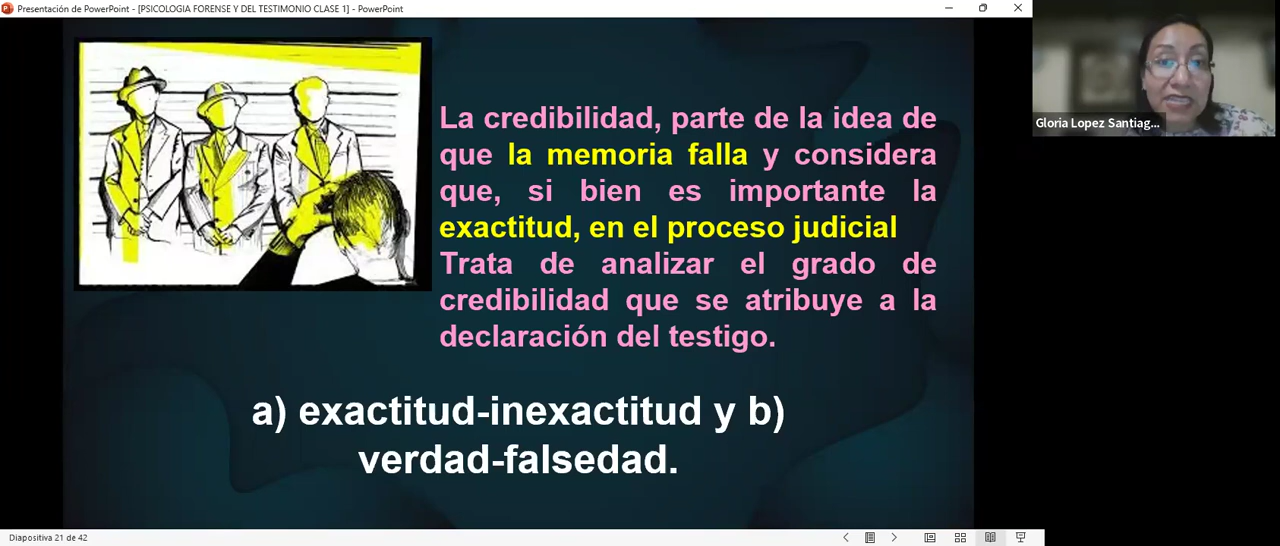 Presentación de PowerPoint - [PSICOLOGIA FORENSE Y DEL TESTIMONIO CLASE 1] - PowerPoint
La credibilidad, parte de la idea de
que la memoria falla y considera
que, si bien es importante la
exactitud, en el proceso judicial
Trata de analizar el grado de
credibilidad que se atribuye a la
declaración del testigo.
a) exactitud-inexactitud y b)
verdad-falsedad.
Gloria Lopez Santiag...
Diapositiva 21 de 42